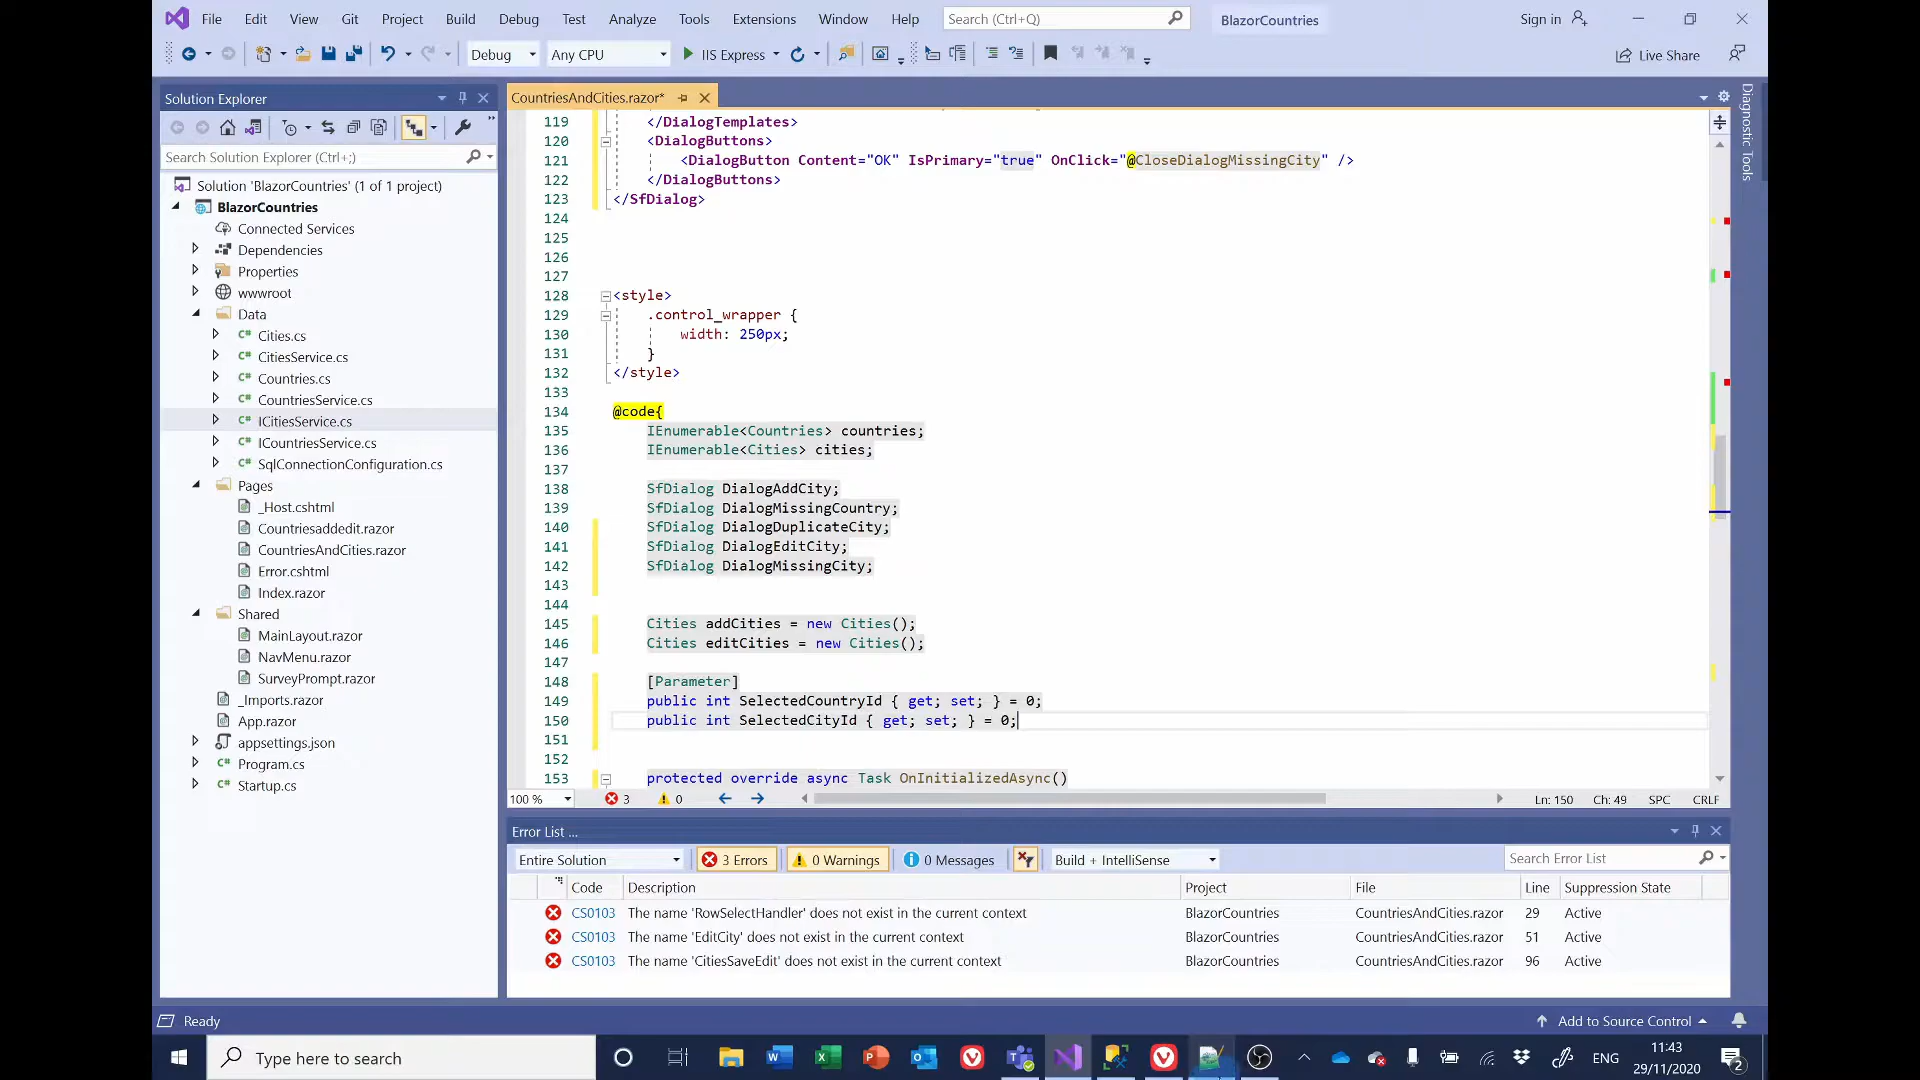 File Edit View Git Project Build Debug Test Analyze Tools Extensions Window Help Search (Ctrl+Q) BlazorCountries Sign in
Debug Any CPU IIS Express Live Share
Solution Explorer
Search Solution Explorer (Ctrl+;)
Solution 'BlazorCountries' (1 of 1 project)
BlazorCountries
Connected Services
Dependencies
Properties
wwwroot
Data
C# Cities.cs
C# CitiesService.cs
C# Countries.cs
C# CountriesService.cs
C# ICitiesService.cs
C# ICountriesService.cs
C# SqlConnectionConfiguration.cs
Pages
_Host.cshtml
Countriesaddedit.razor
CountriesAndCities.razor
Error.cshtml
Index.razor
Shared
MainLayout.razor
NavMenu.razor
SurveyPrompt.razor
_Imports.razor
App.razor
appsettings.json
C# Program.cs
C# Startup.cs
CountriesAndCities.razor*
119 </DialogTemplates>
120 <DialogButtons>
121 <DialogButton Content="OK" IsPrimary="true" OnClick="@CloseDialogMissingCity" />
122 </DialogButtons>
123 </SfDialog>
124
125
126
127
128 <style>
129 .control_wrapper {
130 width: 250px;
131 }
132 </style>
133
134 @code{
135 IEnumerable<Countries> countries;
136 IEnumerable<Cities> cities;
137
138 SfDialog DialogAddCity;
139 SfDialog DialogMissingCountry;
140 SfDialog DialogDuplicateCity;
141 SfDialog DialogEditCity;
142 SfDialog DialogMissingCity;
143
144
145 Cities addCities = new Cities();
146 Cities editCities = new Cities();
147
148 [Parameter]
149 public int SelectedCountryId { get; set; } = 0;
150 public int SelectedCityId { get; set; } = 0;
151
152
153 protected override async Task OnInitializedAsync()
100 % 3 0 Ln: 150 Ch: 49 SPC CRLF
Diagnostic Tools
Error List ...
Entire Solution 3 Errors 0 Warnings 0 Messages Build + IntelliSense Search Error List
Code Description Project File Line Suppression State
CS0103 The name 'RowSelectHandler' does not exist in the current context BlazorCountries CountriesAndCities.razor 29 Active
CS0103 The name 'EditCity' does not exist in the current context BlazorCountries CountriesAndCities.razor 51 Active
CS0103 The name 'CitiesSaveEdit' does not exist in the current context BlazorCountries CountriesAndCities.razor 96 Active
Ready Add to Source Control
Type here to search ENG 11:43
29/11/2020 2